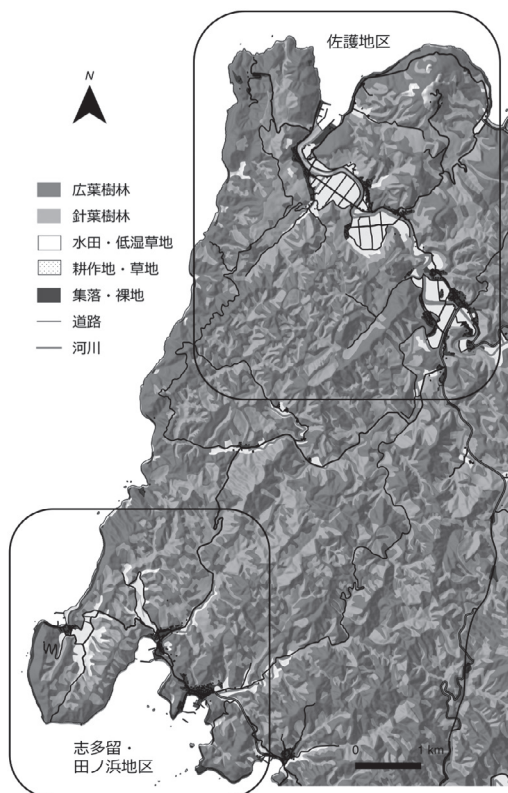 佐護地区
N
広葉樹林
針葉樹林
水田・低湿草地
耕作地・草地
集落・裸地
道路
河川
志多留・
田ノ浜地区
0 1 km